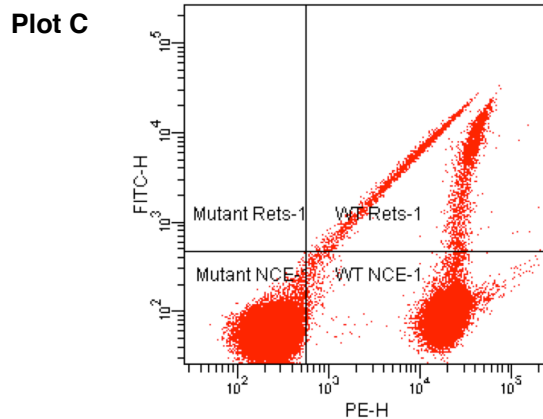 Plot C
FITC-H
10^5
10^4
10^3
10^2
Mutant Rets-1 WT Rets-1
Mutant NCE-1 WT NCE-1
10^2 10^3 10^4 10^5
PE-H